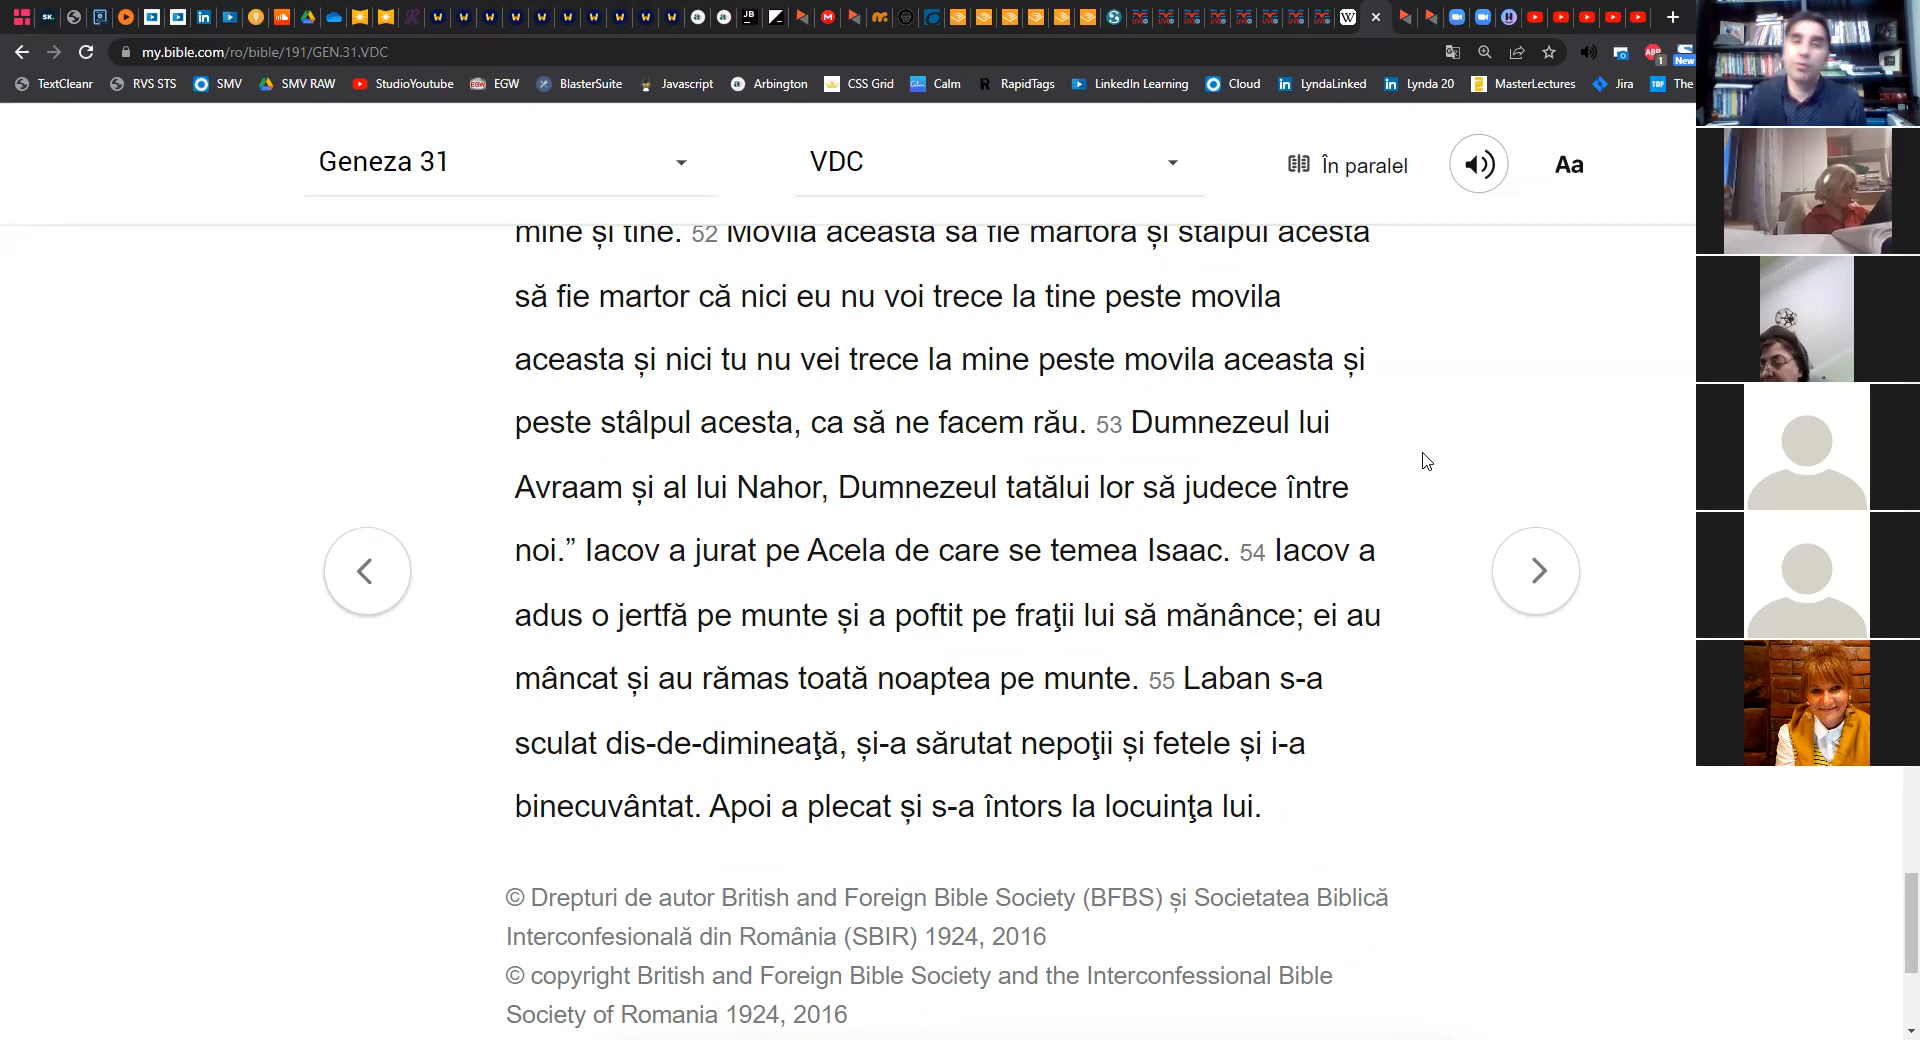 my.bible.com/ro/bible/191/GEN.31.VDC
TextCleanr RVS STS SMV SMV RAW StudioYoutube EGW BlasterSuite Javascript Arbington CSS Grid Calm RapidTags LinkedIn Learning Cloud LyndaLinked Lynda 20 MasterLectures Jira The
New
Geneza 31 VDC În paralel Aa
mine și tine. 52 Movila aceasta să fie martoră și stâlpul acesta
să fie martor că nici eu nu voi trece la tine peste movila
aceasta și nici tu nu vei trece la mine peste movila aceasta și
peste stâlpul acesta, ca să ne facem rău. 53 Dumnezeul lui
Avraam și al lui Nahor, Dumnezeul tatălui lor să judece între
noi.” Iacov a jurat pe Acela de care se temea Isaac. 54 Iacov a
adus o jertfă pe munte și a poftit pe fraţii lui să mănânce; ei au
mâncat și au rămas toată noaptea pe munte. 55 Laban s-a
sculat dis-de-dimineaţă, și-a sărutat nepoţii și fetele și i-a
binecuvântat. Apoi a plecat și s-a întors la locuinţa lui.
© Drepturi de autor British and Foreign Bible Society (BFBS) și Societatea Biblică
Interconfesională din România (SBIR) 1924, 2016
© copyright British and Foreign Bible Society and the Interconfessional Bible
Society of Romania 1924, 2016